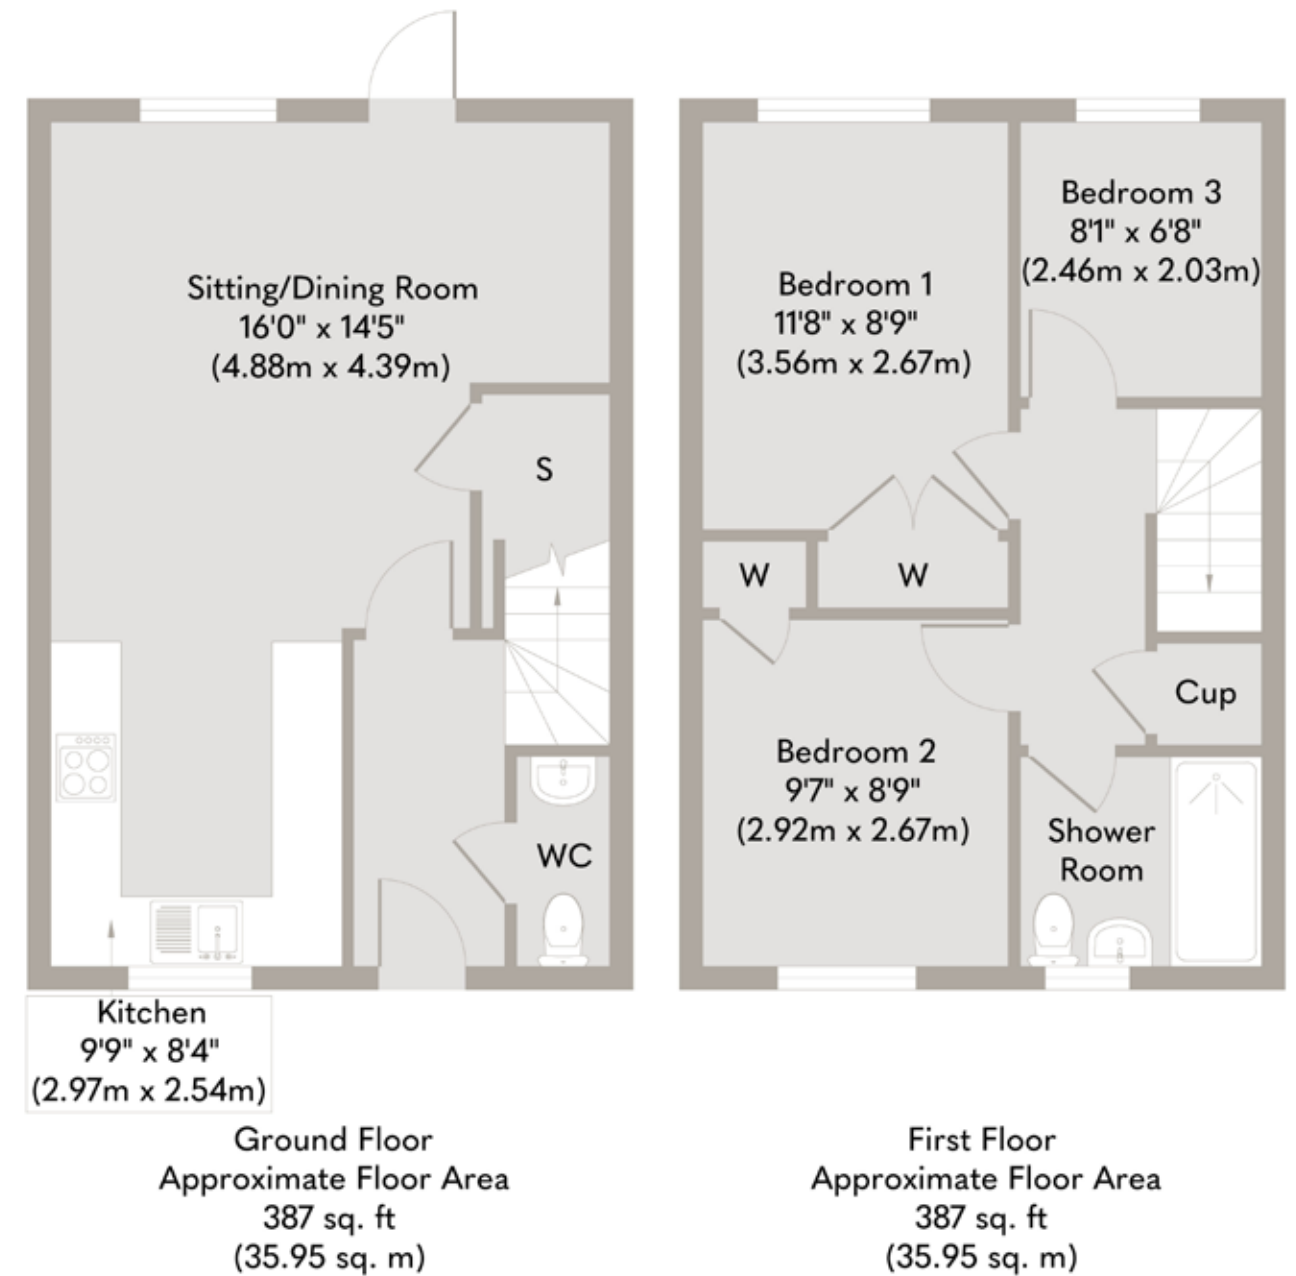 Sitting/Dining Room
16'0" x 14'5"
(4.88m x 4.39m)
S
WC
Kitchen
9'9" x 8'4"
(2.97m x 2.54m)
Ground Floor
Approximate Floor Area
387 sq. ft
(35.95 sq. m)
Bedroom 3
8'1" x 6'8"
(2.46m x 2.03m)
Bedroom 1
11'8" x 8'9"
(3.56m x 2.67m)
W
W
Cup
Bedroom 2
9'7" x 8'9"
(2.92m x 2.67m)
Shower
Room
First Floor
Approximate Floor Area
387 sq. ft
(35.95 sq. m)